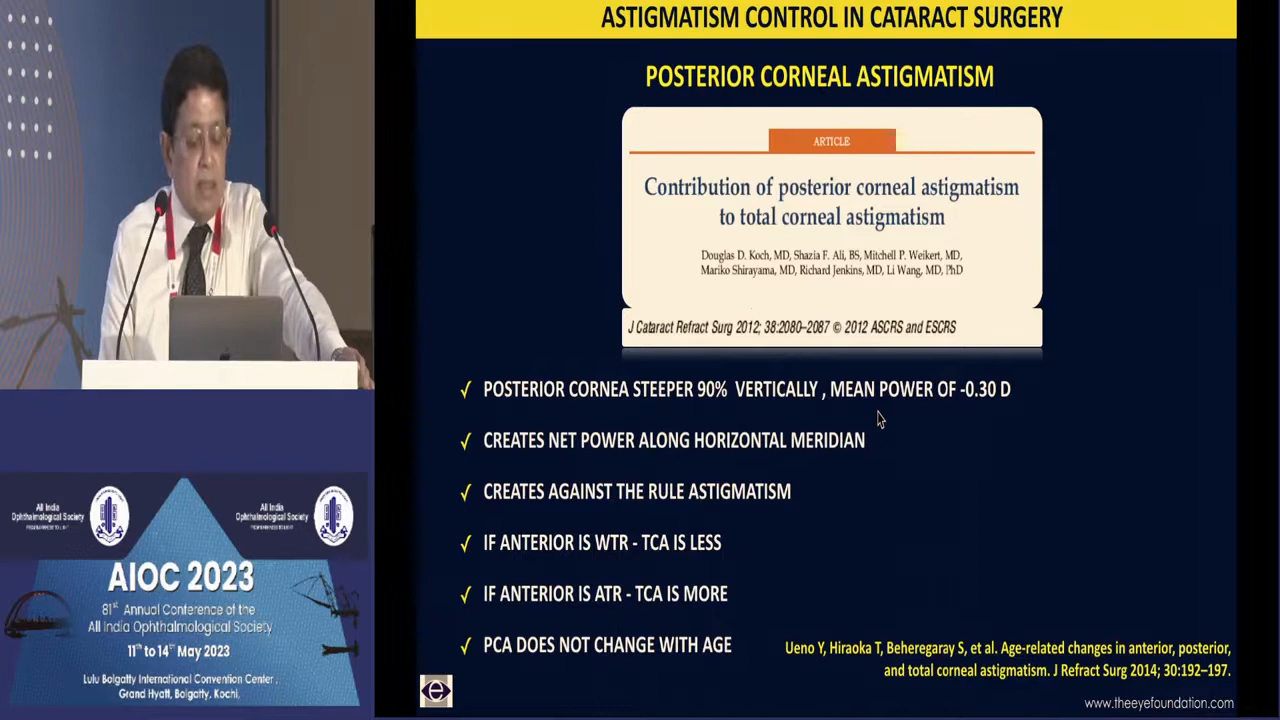 ASTIGMATISM CONTROL IN CATARACT SURGERY
POSTERIOR CORNEAL ASTIGMATISM
ARTICLE
Contribution of posterior corneal astigmatism
to total corneal astigmatism
Douglas D. Koch, MD, Shazia F. Ali, BS, Mitchell P. Weikert, MD,
Mariko Shirayama, MD, Richard Jenkins, MD, Li Wang, MD, PhD
J Cataract Refract Surg 2012; 38:2080–2087 © 2012 ASCRS and ESCRS
√ POSTERIOR CORNEA STEEPER 90% VERTICALLY , MEAN POWER OF -0.30 D
√ CREATES NET POWER ALONG HORIZONTAL MERIDIAN
√ CREATES AGAINST THE RULE ASTIGMATISM
√ IF ANTERIOR IS WTR - TCA IS LESS
√ IF ANTERIOR IS ATR - TCA IS MORE
√ PCA DOES NOT CHANGE WITH AGE
Ueno Y, Hiraoka T, Beheregaray S, et al. Age-related changes in anterior, posterior,
and total corneal astigmatism. J Refract Surg 2014; 30:192–197.
www.theeyefoundation.com
All India
Ophthalmological Society
All India
Ophthalmological Society
AIOC 2023
81st Annual Conference of the
All India Ophthalmological Society
11th to 14th May 2023
Lulu Bolgatty International Convention Center ,
Grand Hyatt, Bolgatty, Kochi,